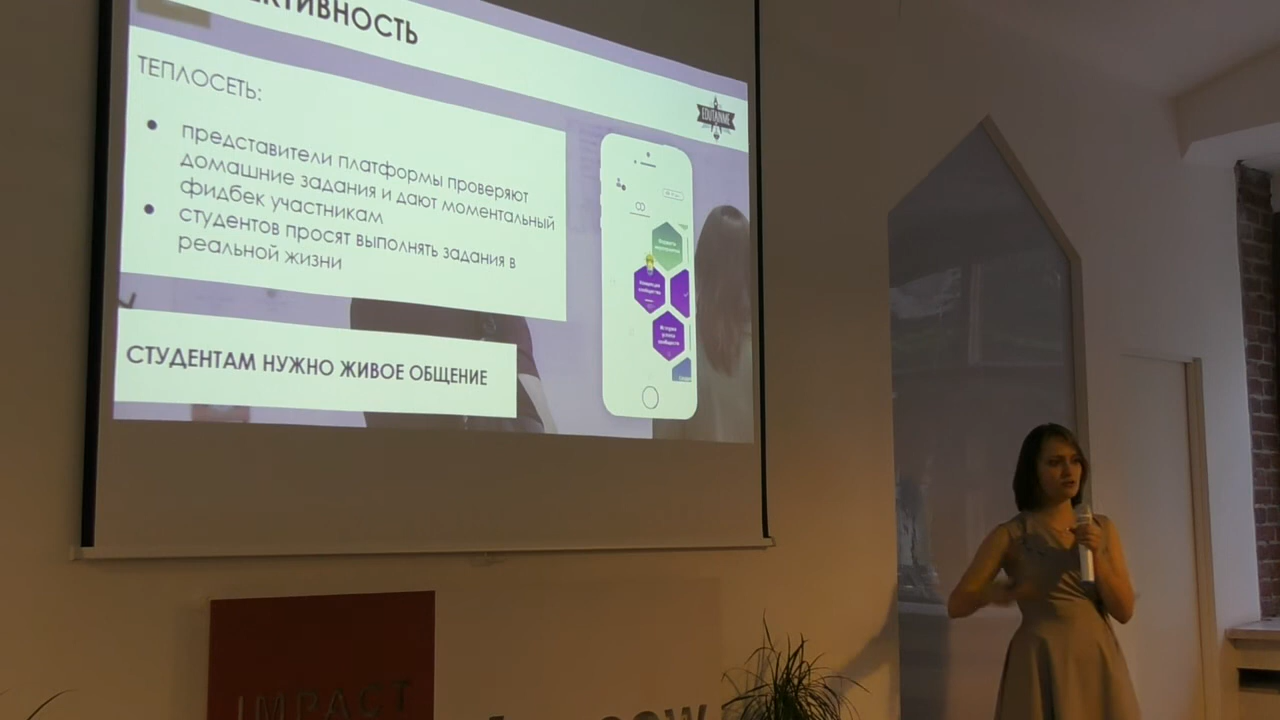 ЕКТИВНОСТЬ
ТЕПЛОСЕТЬ:
• представители платформы проверяют
домашние задания и дают моментальный
фидбек участникам
• студентов просят выполнять задания в
реальной жизни
СТУДЕНТАМ НУЖНО ЖИВОЕ ОБЩЕНИЕ
EDUTAINME
IMPACT